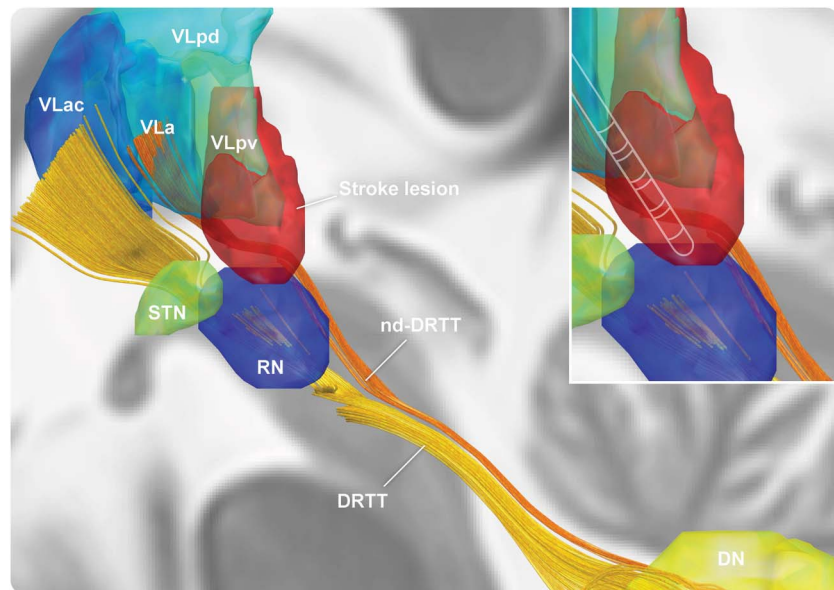 VLpd
VLac
VLa
VLpv
Stroke lesion
STN
nd-DRTT
RN
DRTT
DN